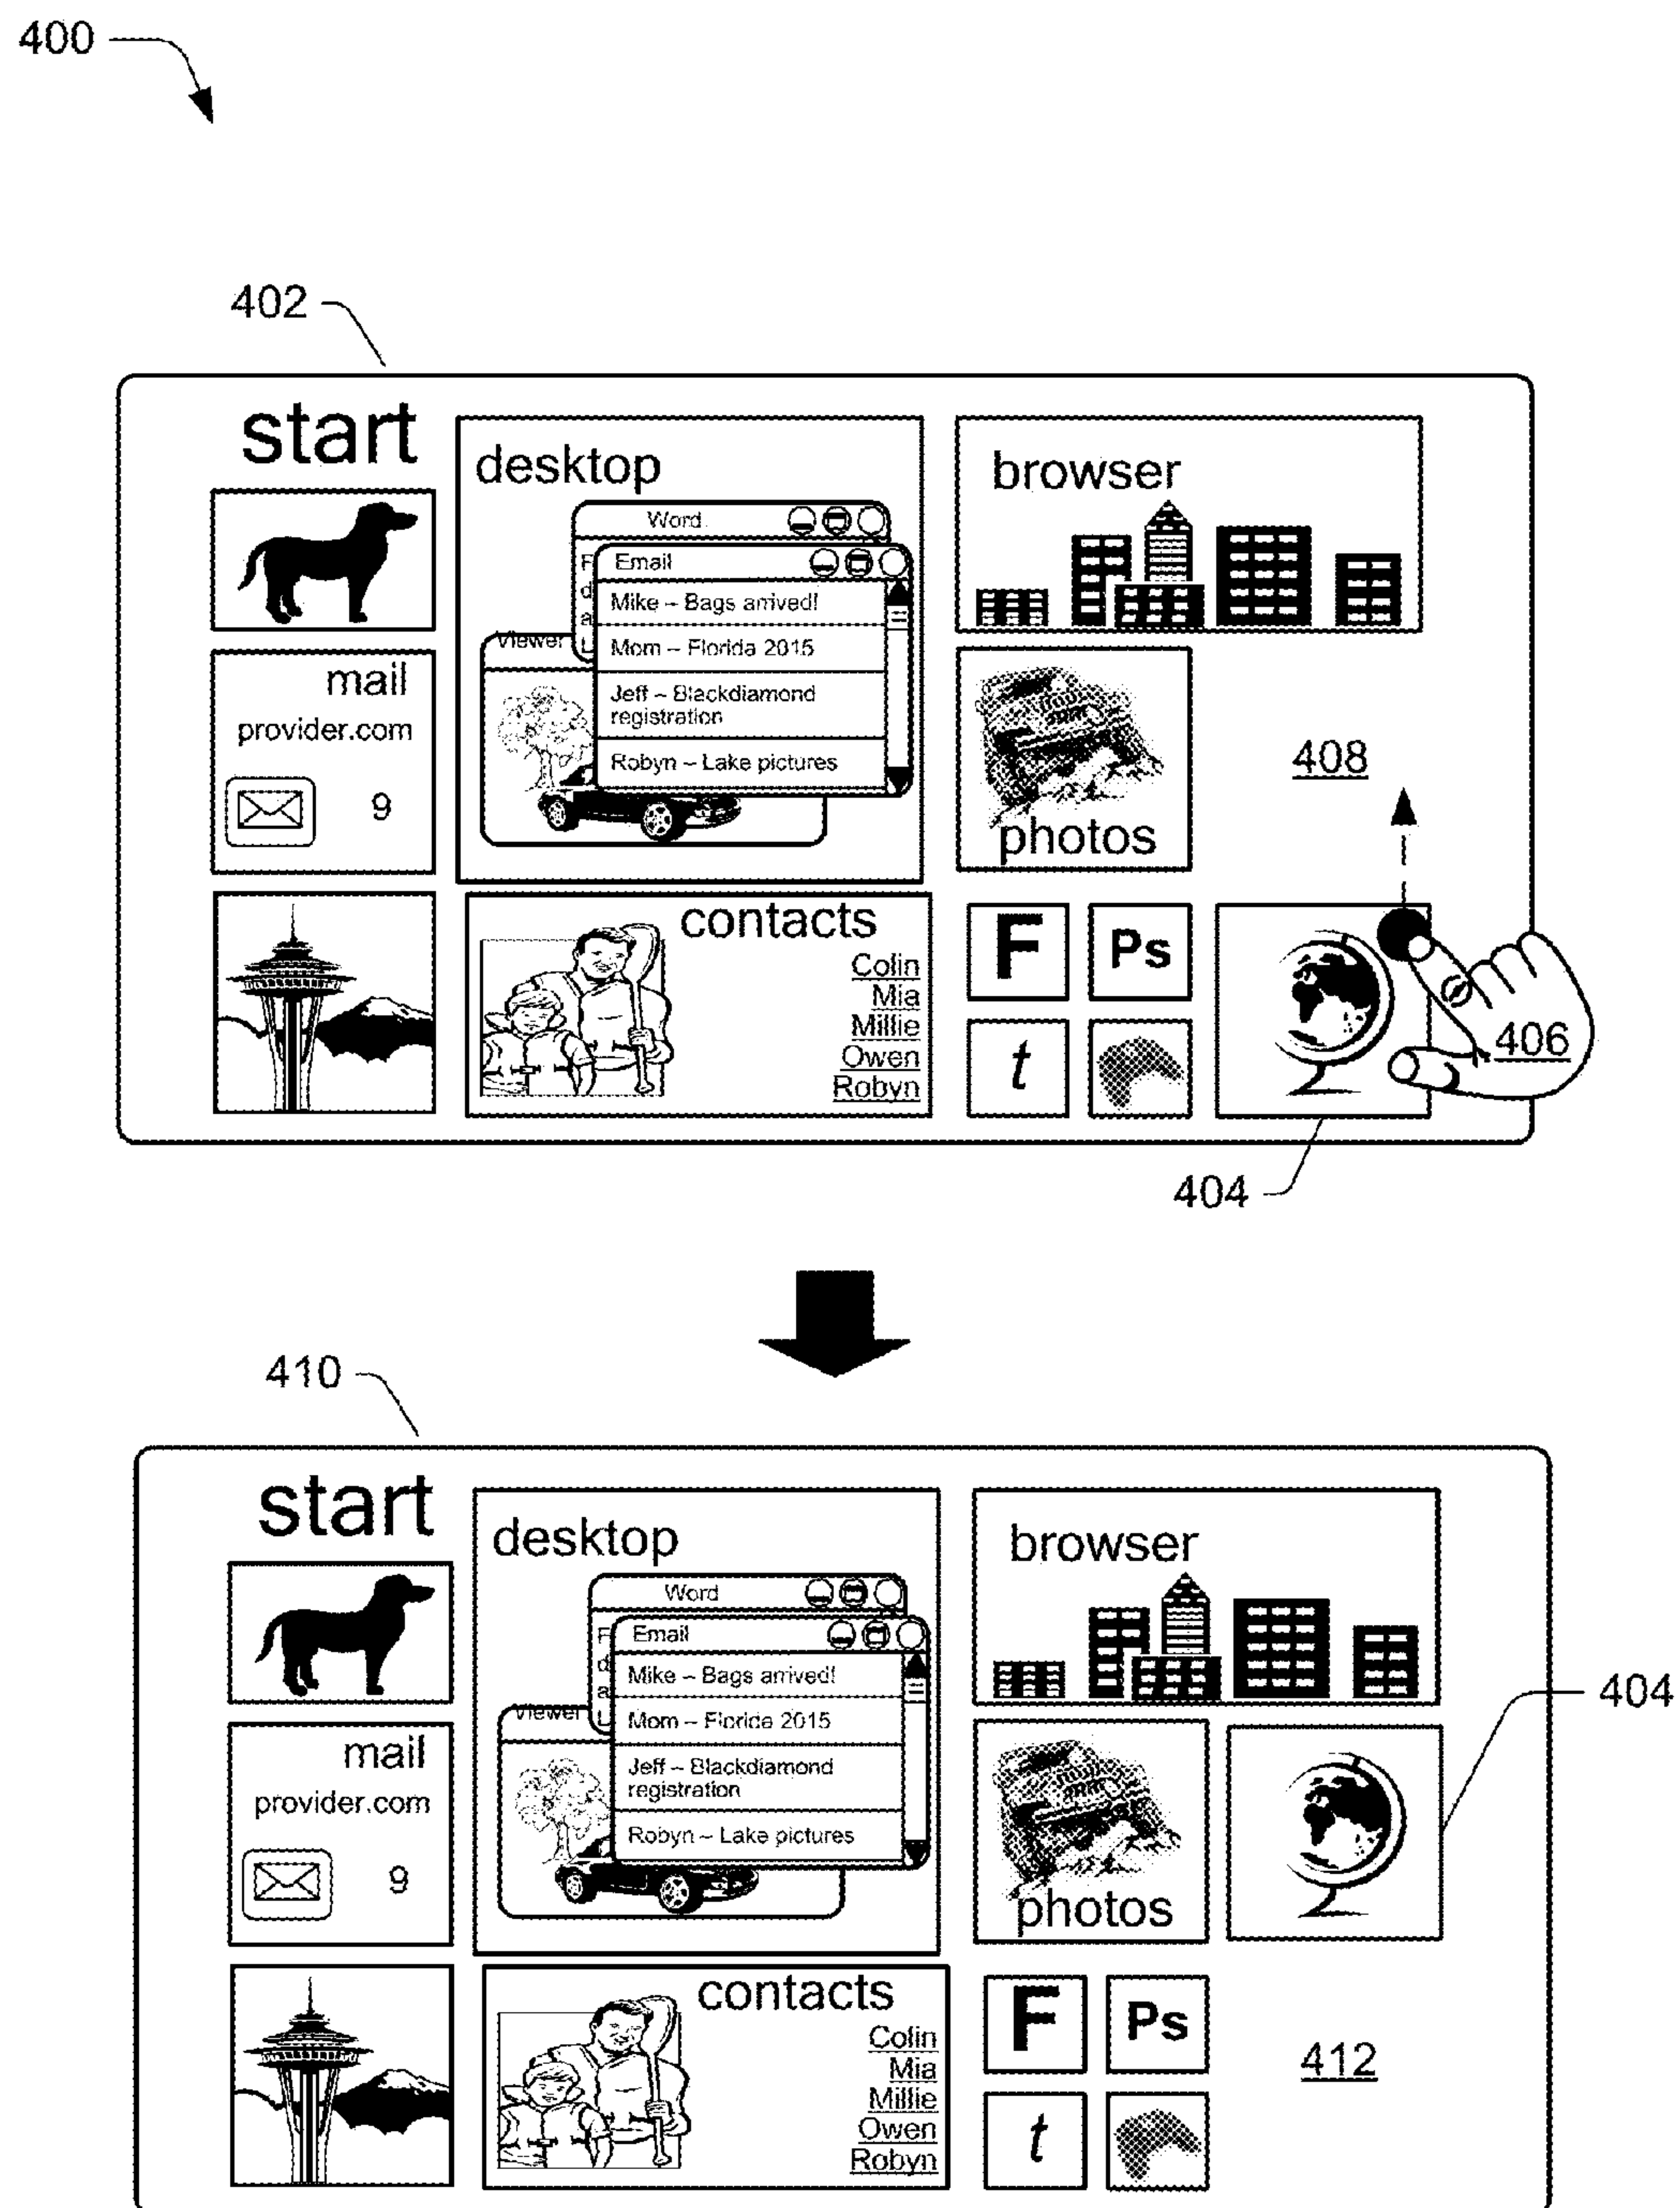 400
402
start
desktop
Word
Email
Mike – Bags arrived!
Mom – Florida 2015
Jeff – Blackdiamond
registration
Robyn – Lake pictures
F
d
a
Viewer
browser
mail
provider.com
9
photos
408
contacts
Colin
Mia
Millie
Owen
Robyn
F
Ps
t
406
404
410
start
desktop
Word
Email
Mike – Bags arrived!
Mom – Florida 2015
Jeff – Blackdiamond
registration
Robyn – Lake pictures
F
d
a
Viewer
browser
404
mail
provider.com
9
photos
contacts
Colin
Mia
Millie
Owen
Robyn
F
Ps
t
412